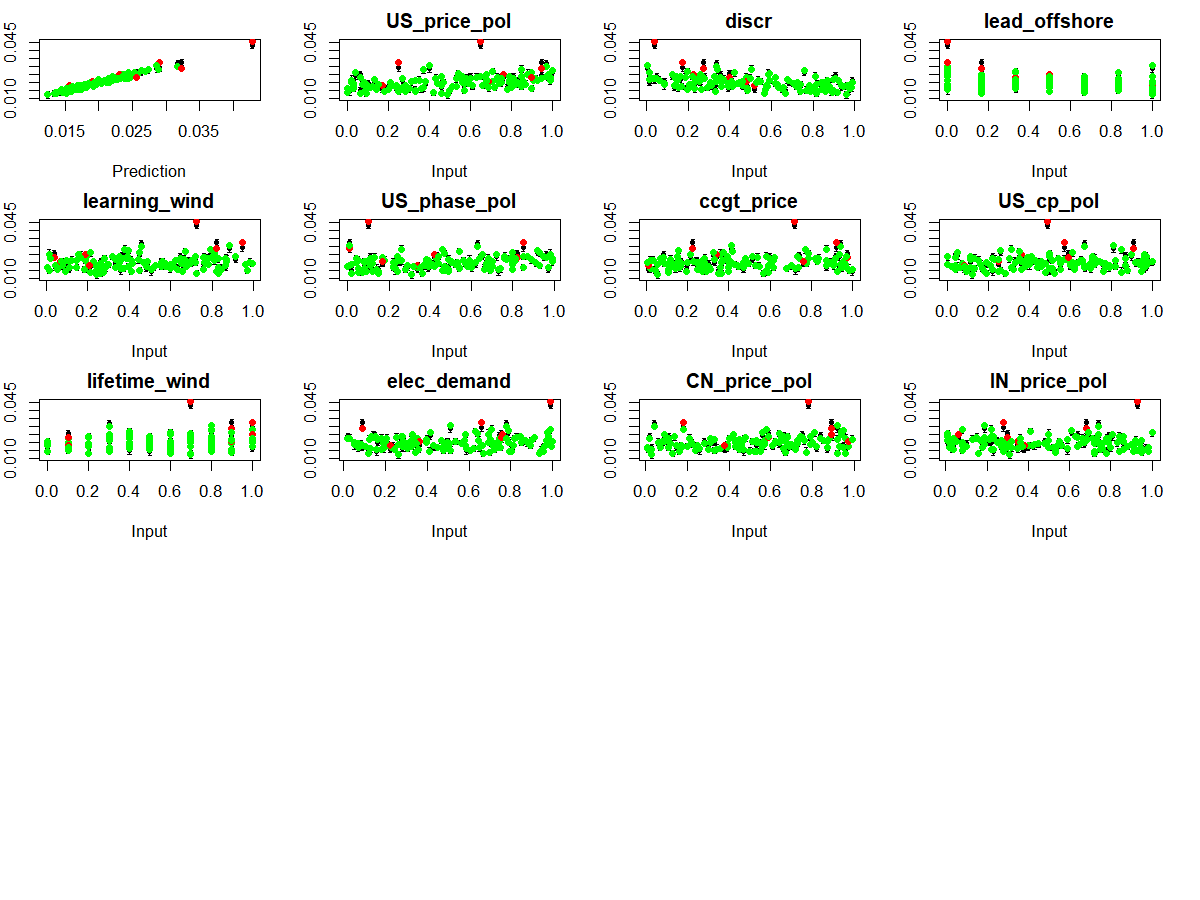 US_price_pol discr lead_offshore
0.010 0.045 0.010 0.045 0.010 0.045 0.010 0.045
0.015 0.025 0.035 0.0 0.2 0.4 0.6 0.8 1.0 0.0 0.2 0.4 0.6 0.8 1.0 0.0 0.2 0.4 0.6 0.8 1.0
Prediction Input Input Input
learning_wind US_phase_pol ccgt_price US_cp_pol
0.010 0.045 0.010 0.045 0.010 0.045 0.010 0.045
0.0 0.2 0.4 0.6 0.8 1.0 0.0 0.2 0.4 0.6 0.8 1.0 0.0 0.2 0.4 0.6 0.8 1.0 0.0 0.2 0.4 0.6 0.8 1.0
Input Input Input Input
lifetime_wind elec_demand CN_price_pol IN_price_pol
0.010 0.045 0.010 0.045 0.010 0.045 0.010 0.045
0.0 0.2 0.4 0.6 0.8 1.0 0.0 0.2 0.4 0.6 0.8 1.0 0.0 0.2 0.4 0.6 0.8 1.0 0.0 0.2 0.4 0.6 0.8 1.0
Input Input Input Input